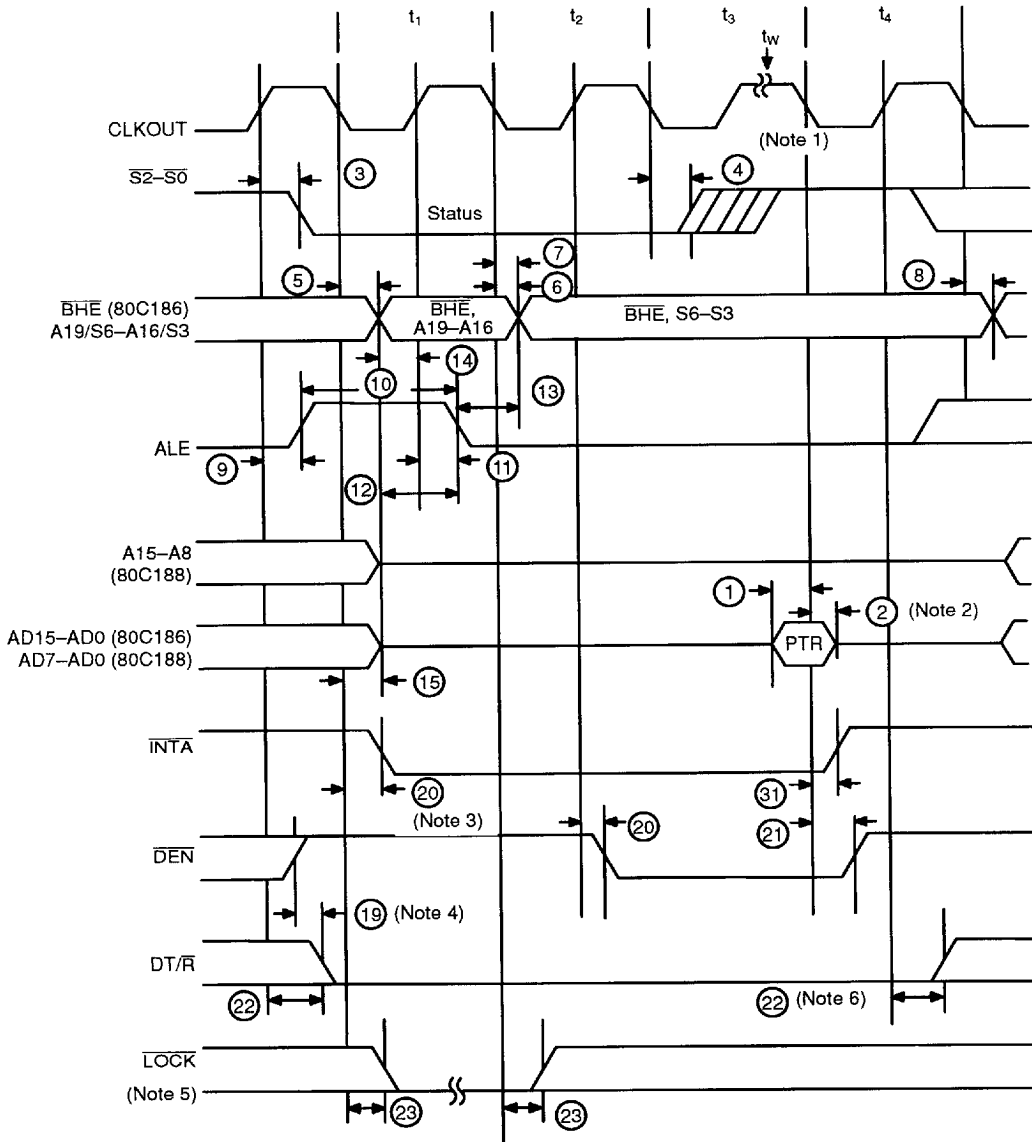 t1 t2 t3 t4
tW
CLKOUT
(Note 1)
S2–S0
3
4
Status
7
5
6
8
BHE (80C186)
A19/S6–A16/S3
BHE,
A19–A16
BHE, S6–S3
14
10
13
ALE
9
11
12
A15–A8
(80C188)
1
2 (Note 2)
AD15–AD0 (80C186)
AD7–AD0 (80C188)
PTR
15
INTA
20
31
(Note 3)
20
21
DEN
19 (Note 4)
DT/R
22
22 (Note 6)
LOCK
(Note 5)
23
23